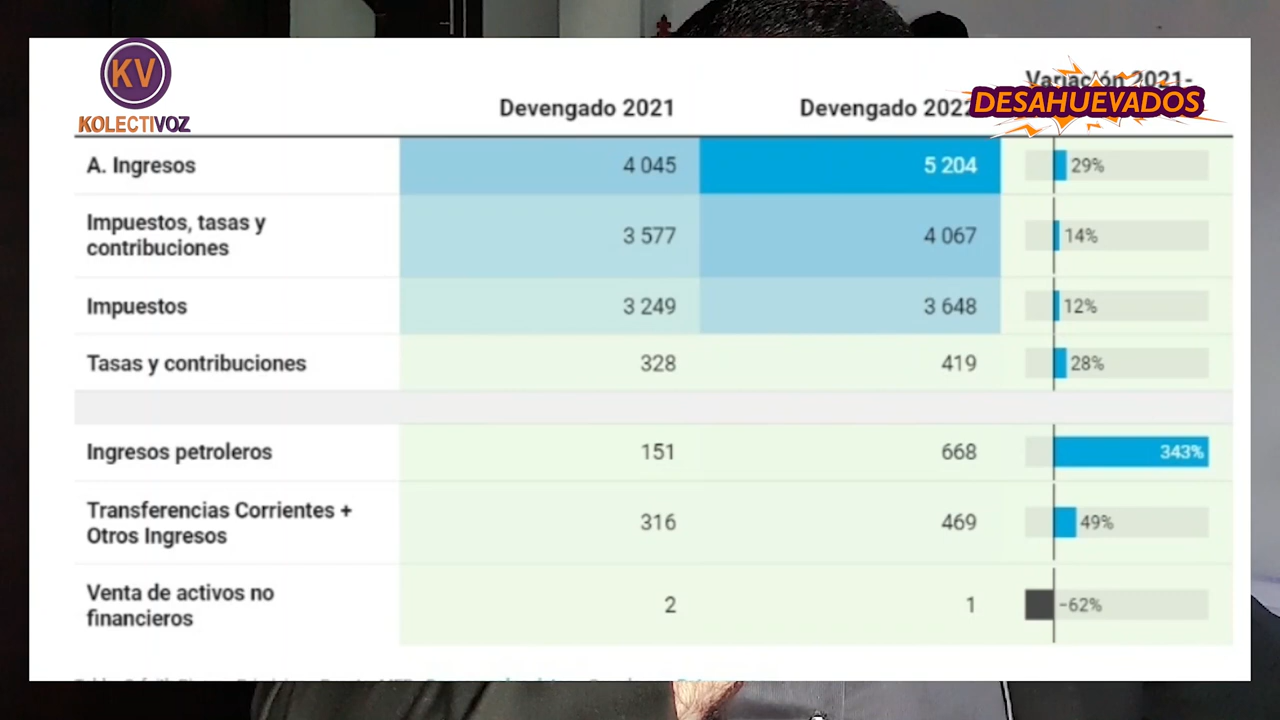 KV
KOLECTIVOZ
Variación 2021-
DESAHUEVADOS
Devengado 2021
Devengado 2022
A. Ingresos
4 045
5 204
29%
Impuestos, tasas y
contribuciones
3 577
4 067
14%
Impuestos
3 249
3 648
12%
Tasas y contribuciones
328
419
28%
Ingresos petroleros
151
668
343%
Transferencias Corrientes +
Otros Ingresos
316
469
49%
Venta de activos no
financieros
2
1
-62%